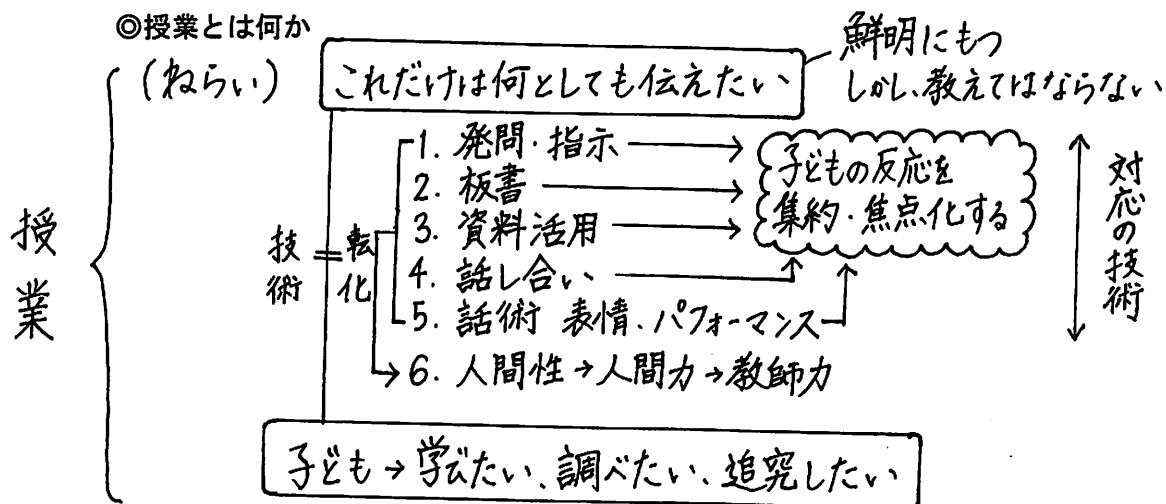 ◎授業とは何か
(ねらい)
これだけは何としても伝えたい
鮮明にもつ
しかし、教えてはならない
1. 発問・指示
2. 板書
3. 資料活用
4. 話し合い
5. 話術 表情、パフォーマンス
6. 人間性→人間力→教師力
子どもの反応を
集約・焦点化する
対応の技術
技術
転化
授業
子ども→学びたい、調べたい、追究したい